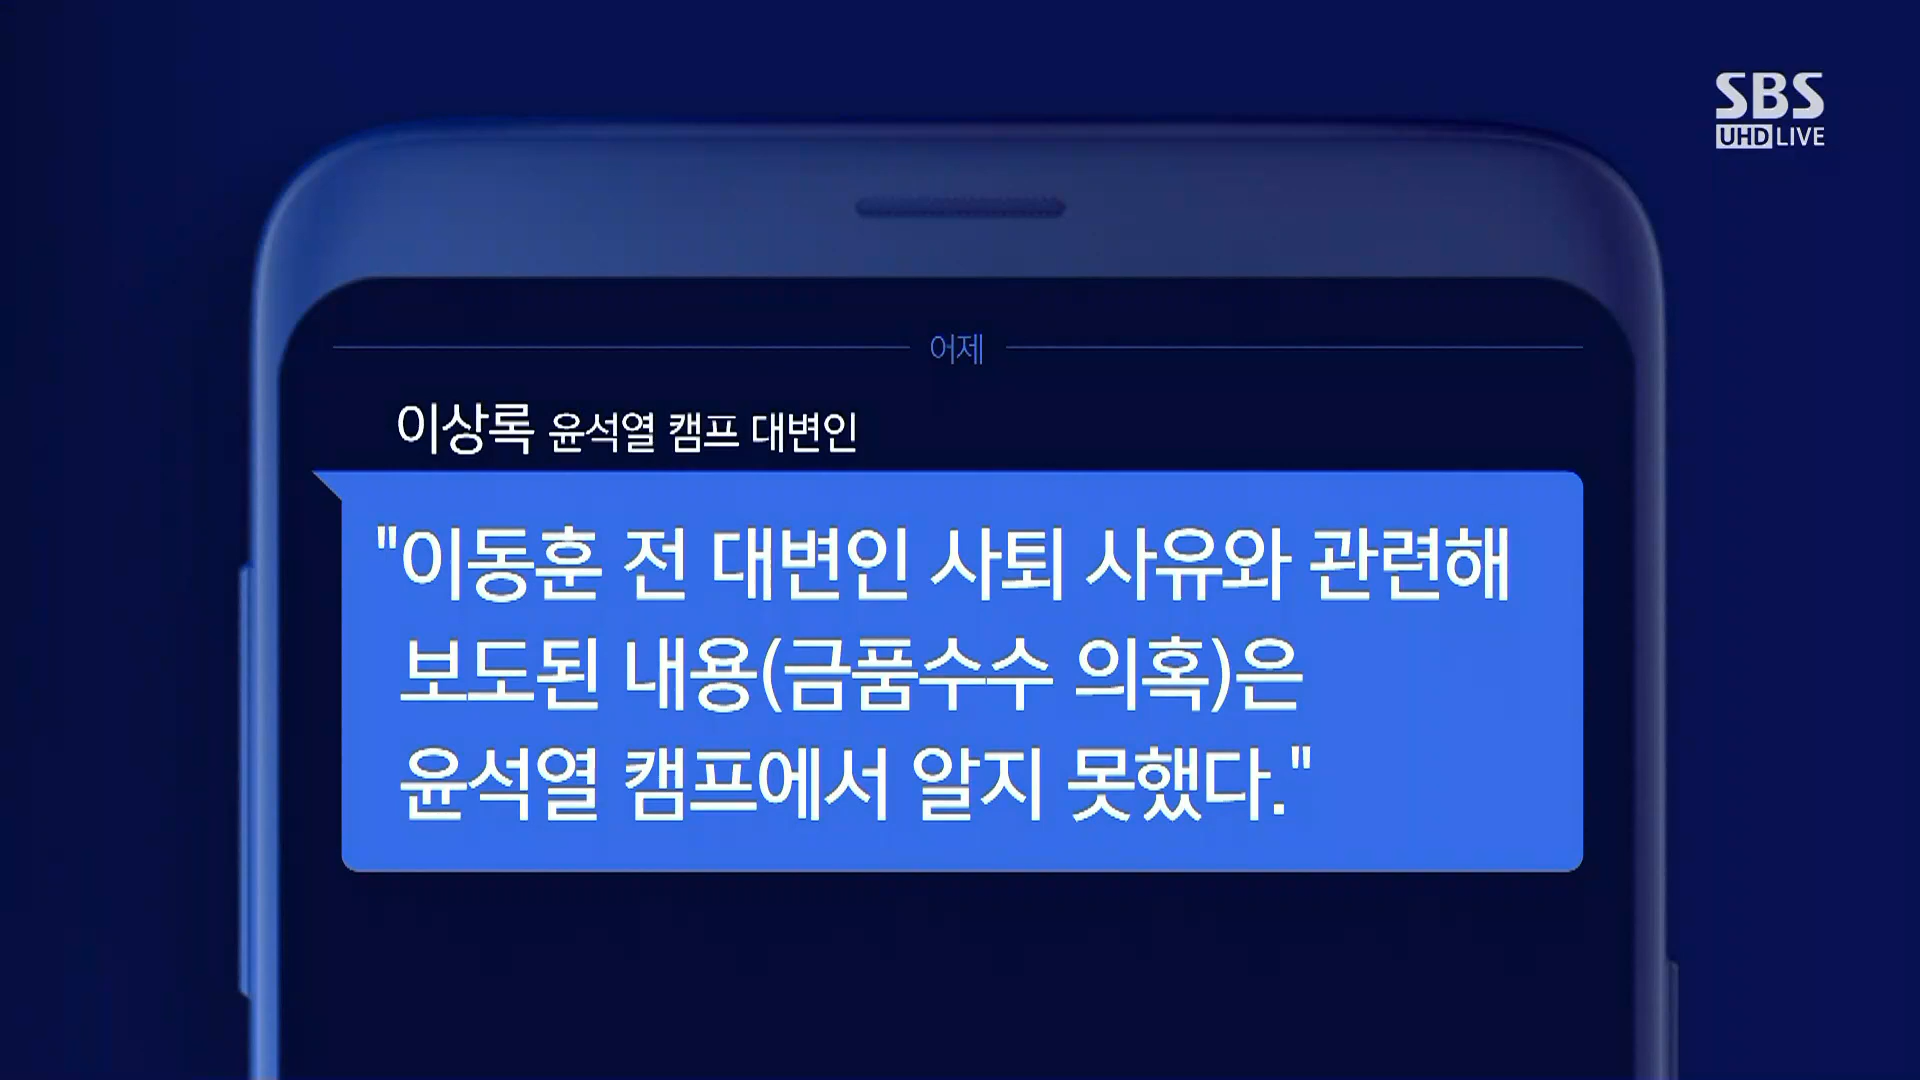 SBS
UHD LIVE
어제
이상록 윤석열 캠프 대변인
"이동훈 전 대변인 사퇴 사유와 관련해
보도된 내용(금품수수 의혹)은
윤석열 캠프에서 알지 못했다."